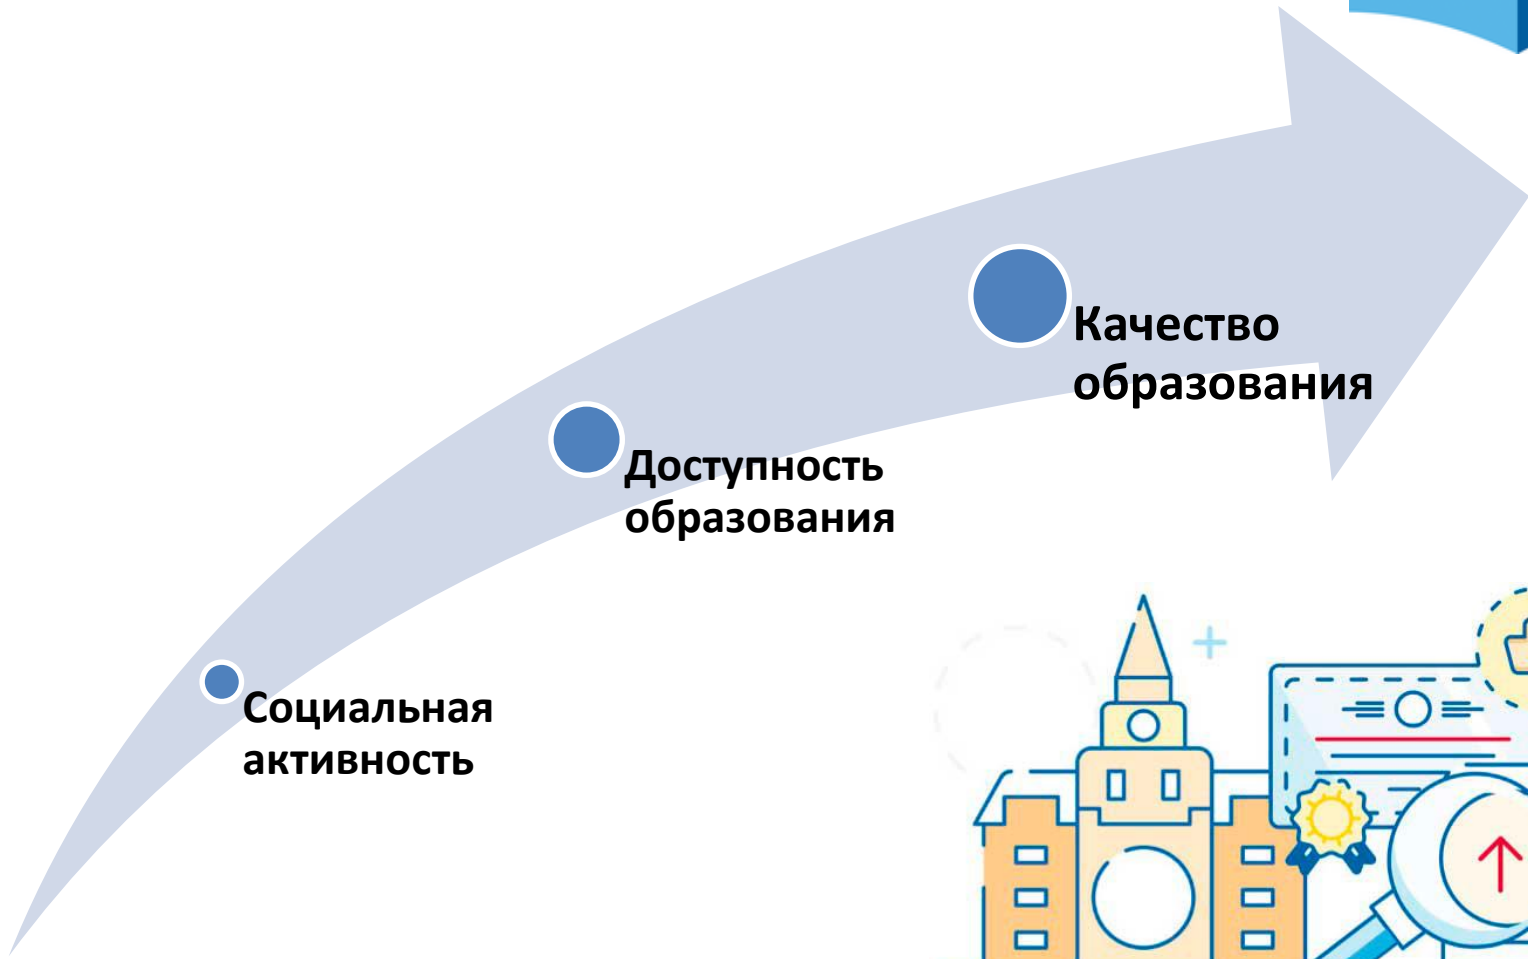 Качество
образования
Доступность
образования
Социальная
активность